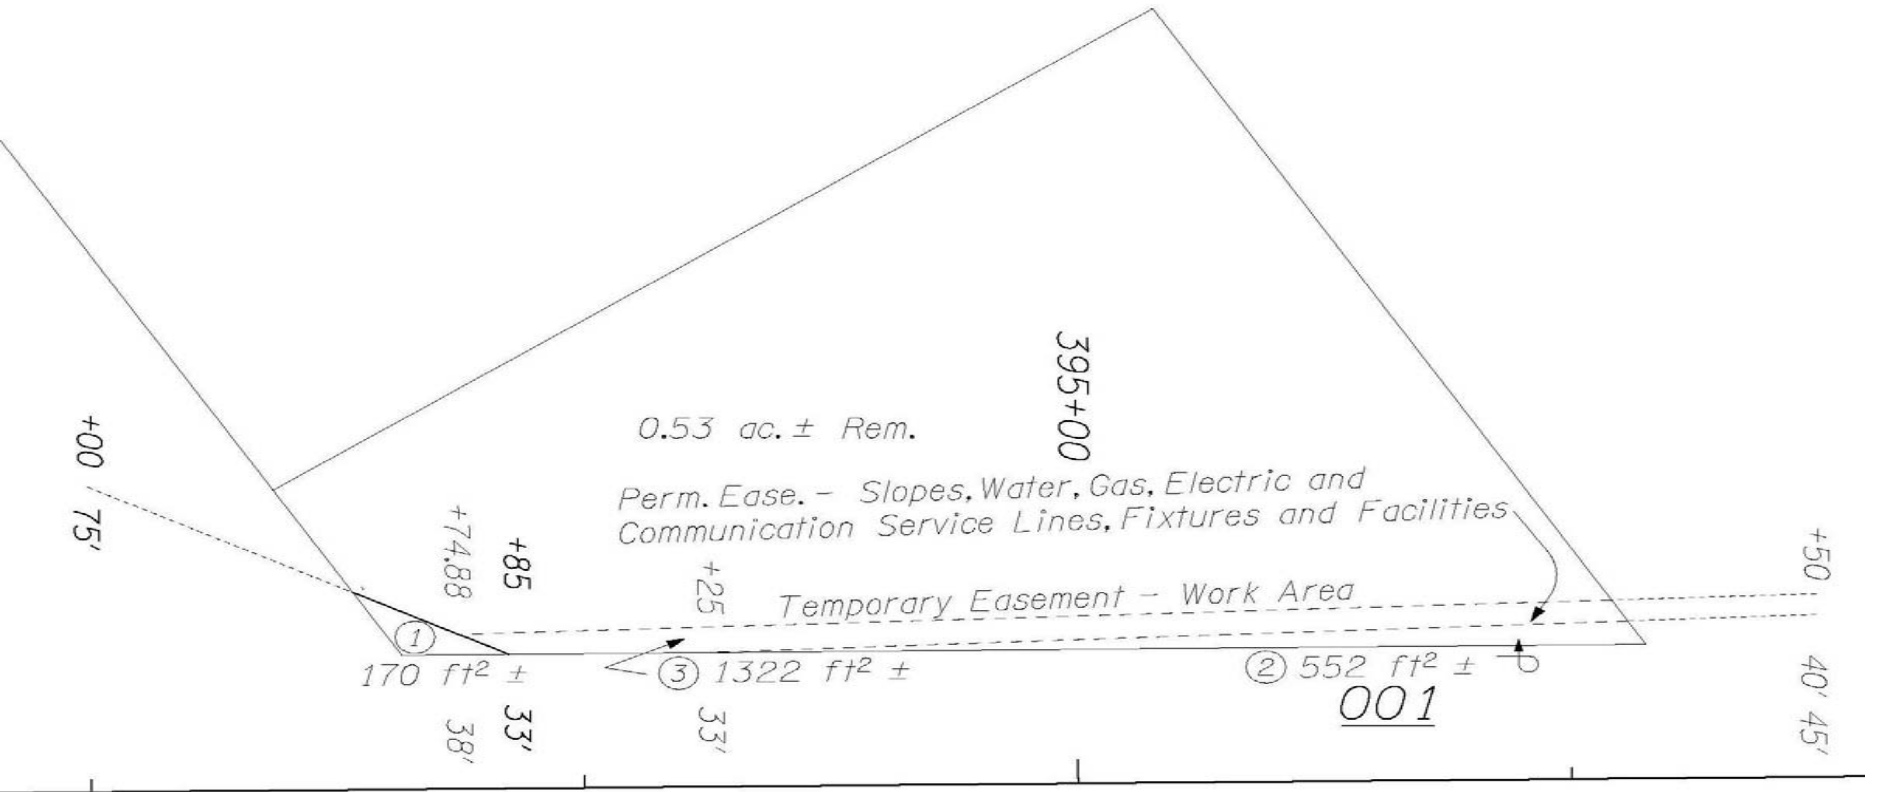 395+00
0.53 ac. ± Rem.
+00 75'
Perm. Ease. - Slopes, Water, Gas, Electric and
Communication Service Lines, Fixtures and Facilities
+74.88
+85
+25
+50
Temporary Easement - Work Area
1
170 ft² ±
3 1322 ft² ±
2 552 ft² ±
001
38'
33'
33'
40' 45'